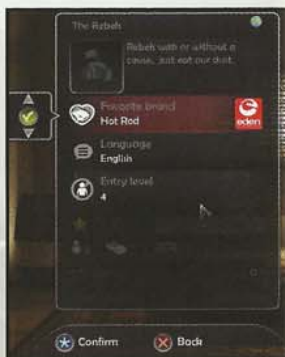 The Rebels
Rebels with or without a
cause, just eat our dust.
Favorite brand
Hot Rod
eden
Language
English
Entry level
4
Confirm
Back